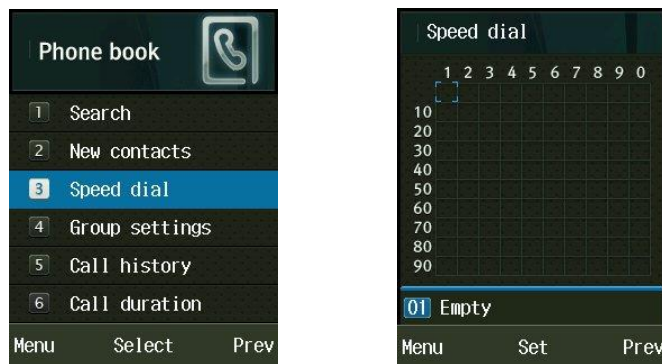 Phone book
1 Search
2 New contacts
3 Speed dial
4 Group settings
5 Call history
6 Call duration
Menu Select Prev
Speed dial
1 2 3 4 5 6 7 8 9 0
10
20
30
40
50
60
70
80
90
01 Empty
Menu Set Prev